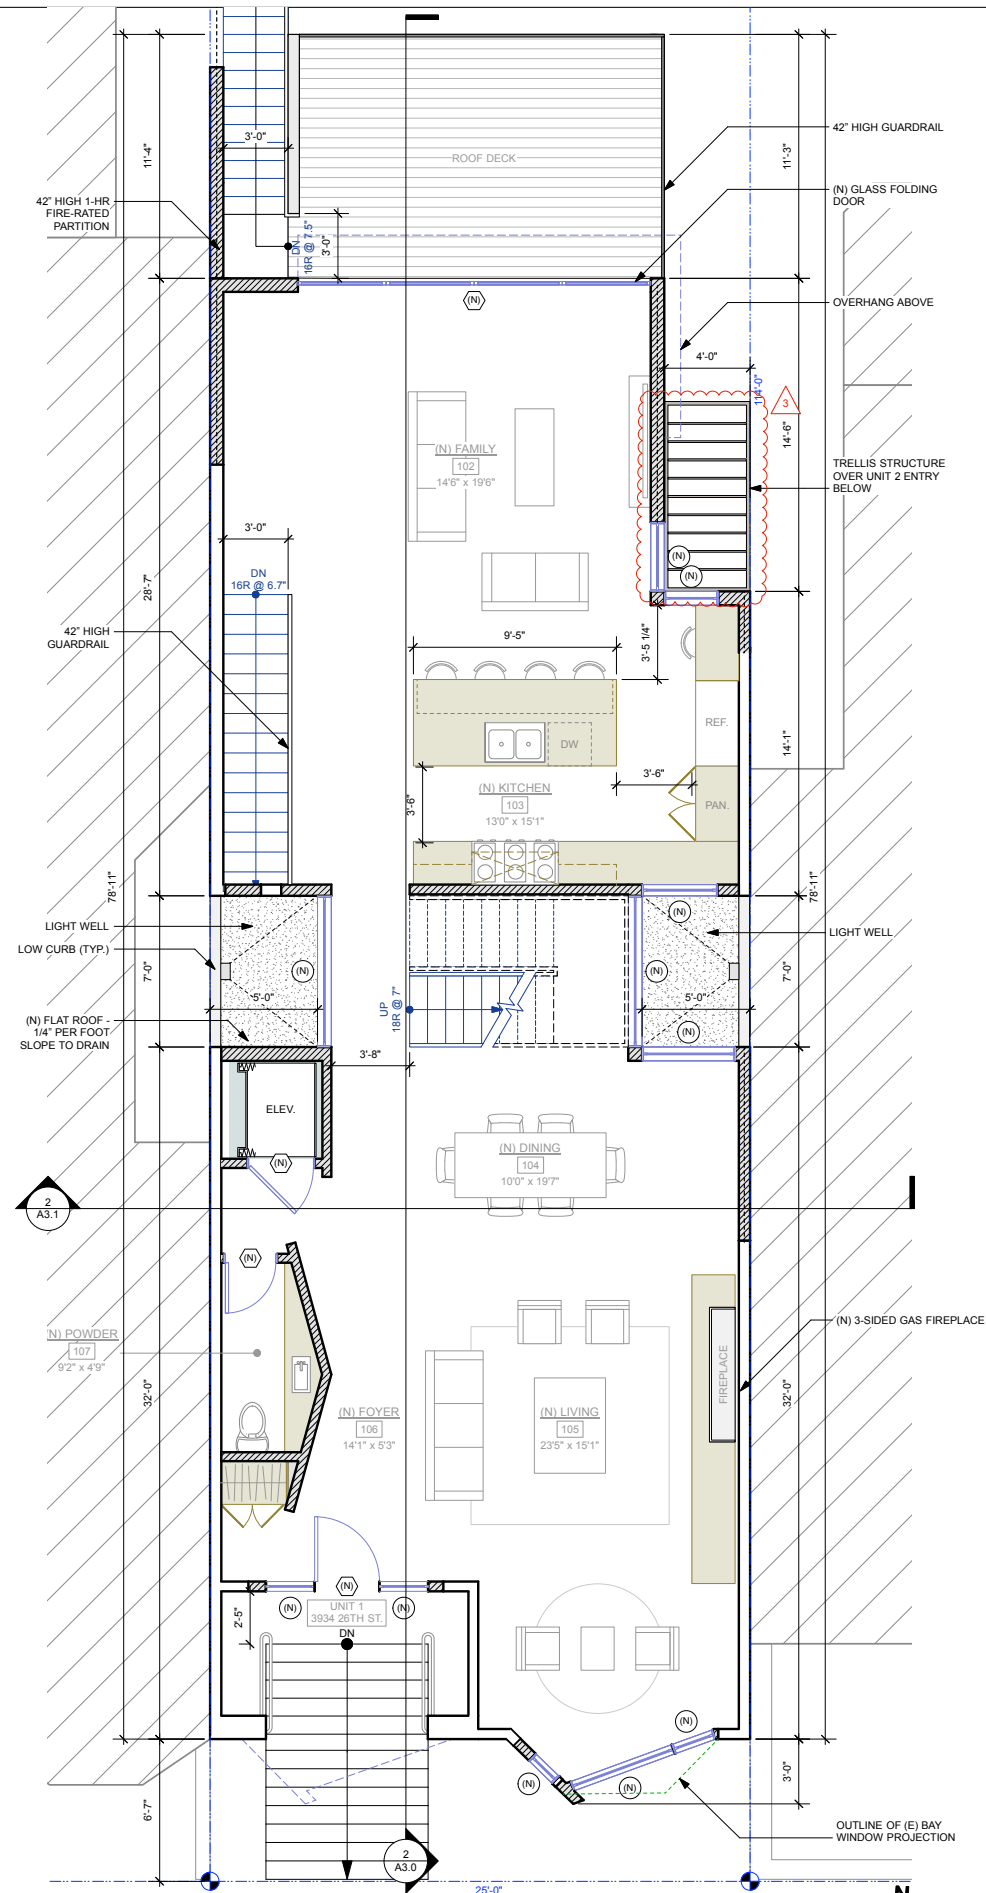 3'-0"
ROOF DECK
42" HIGH GUARDRAIL
11'-4"
11'-3"
42" HIGH 1-HR
FIRE-RATED
PARTITION
(N) GLASS FOLDING
DOOR
DN
16R @ 7.5"
3'-0"
(N)
OVERHANG ABOVE
4'-0"
114'-0"
3
14'-6"
(N) FAMILY
102
14'6" x 19'6"
TRELLIS STRUCTURE
OVER UNIT 2 ENTRY
BELOW
3'-0"
DN
16R @ 6.7"
(N)
(N)
28'-7"
42" HIGH
GUARDRAIL
9'-5"
3'-5 1/4"
REF.
DW
14'-1"
3'-6"
(N) KITCHEN
103
13'0" x 15'1"
3'-6"
PAN.
78'-11"
78'-11"
LIGHT WELL
LOW CURB (TYP.)
(N)
LIGHT WELL
(N)
(N)
7'-0"
5'-0"
UP
18R @ 7"
5'-0"
7'-0"
(N) FLAT ROOF -
1/4" PER FOOT
SLOPE TO DRAIN
(N)
3'-8"
ELEV.
(N)
(N) DINING
104
10'0" x 19'7"
2
A3.1
(N)
(N) POWDER
107
9'2" x 4'9"
(N) 3-SIDED GAS FIREPLACE
FIREPLACE
32'-0"
32'-0"
(N) FOYER
106
14'1" x 5'3"
(N) LIVING
105
23'5" x 15'1"
(N)
(N)
(N)
UNIT 1
3934 26TH ST.
2'-5"
DN
(N)
(N)
(N)
3'-0"
6'-7"
OUTLINE OF (E) BAY
WINDOW PROJECTION
2
A3.0
25'-0"
N